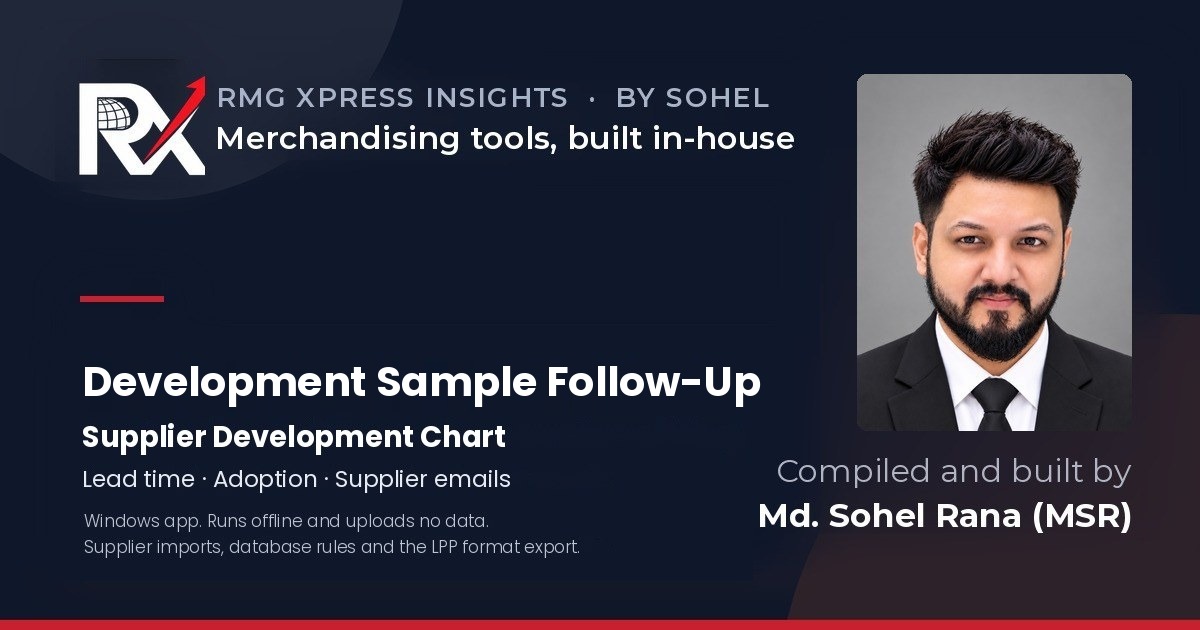 RX
RMG XPRESS INSIGHTS · BY SOHEL
Merchandising tools, built in-house
Development Sample Follow-Up
Supplier Development Chart
Lead time · Adoption · Supplier emails
Windows app. Runs offline and uploads no data.
Supplier imports, database rules and the LPP format export.
Compiled and built by
Md. Sohel Rana (MSR)